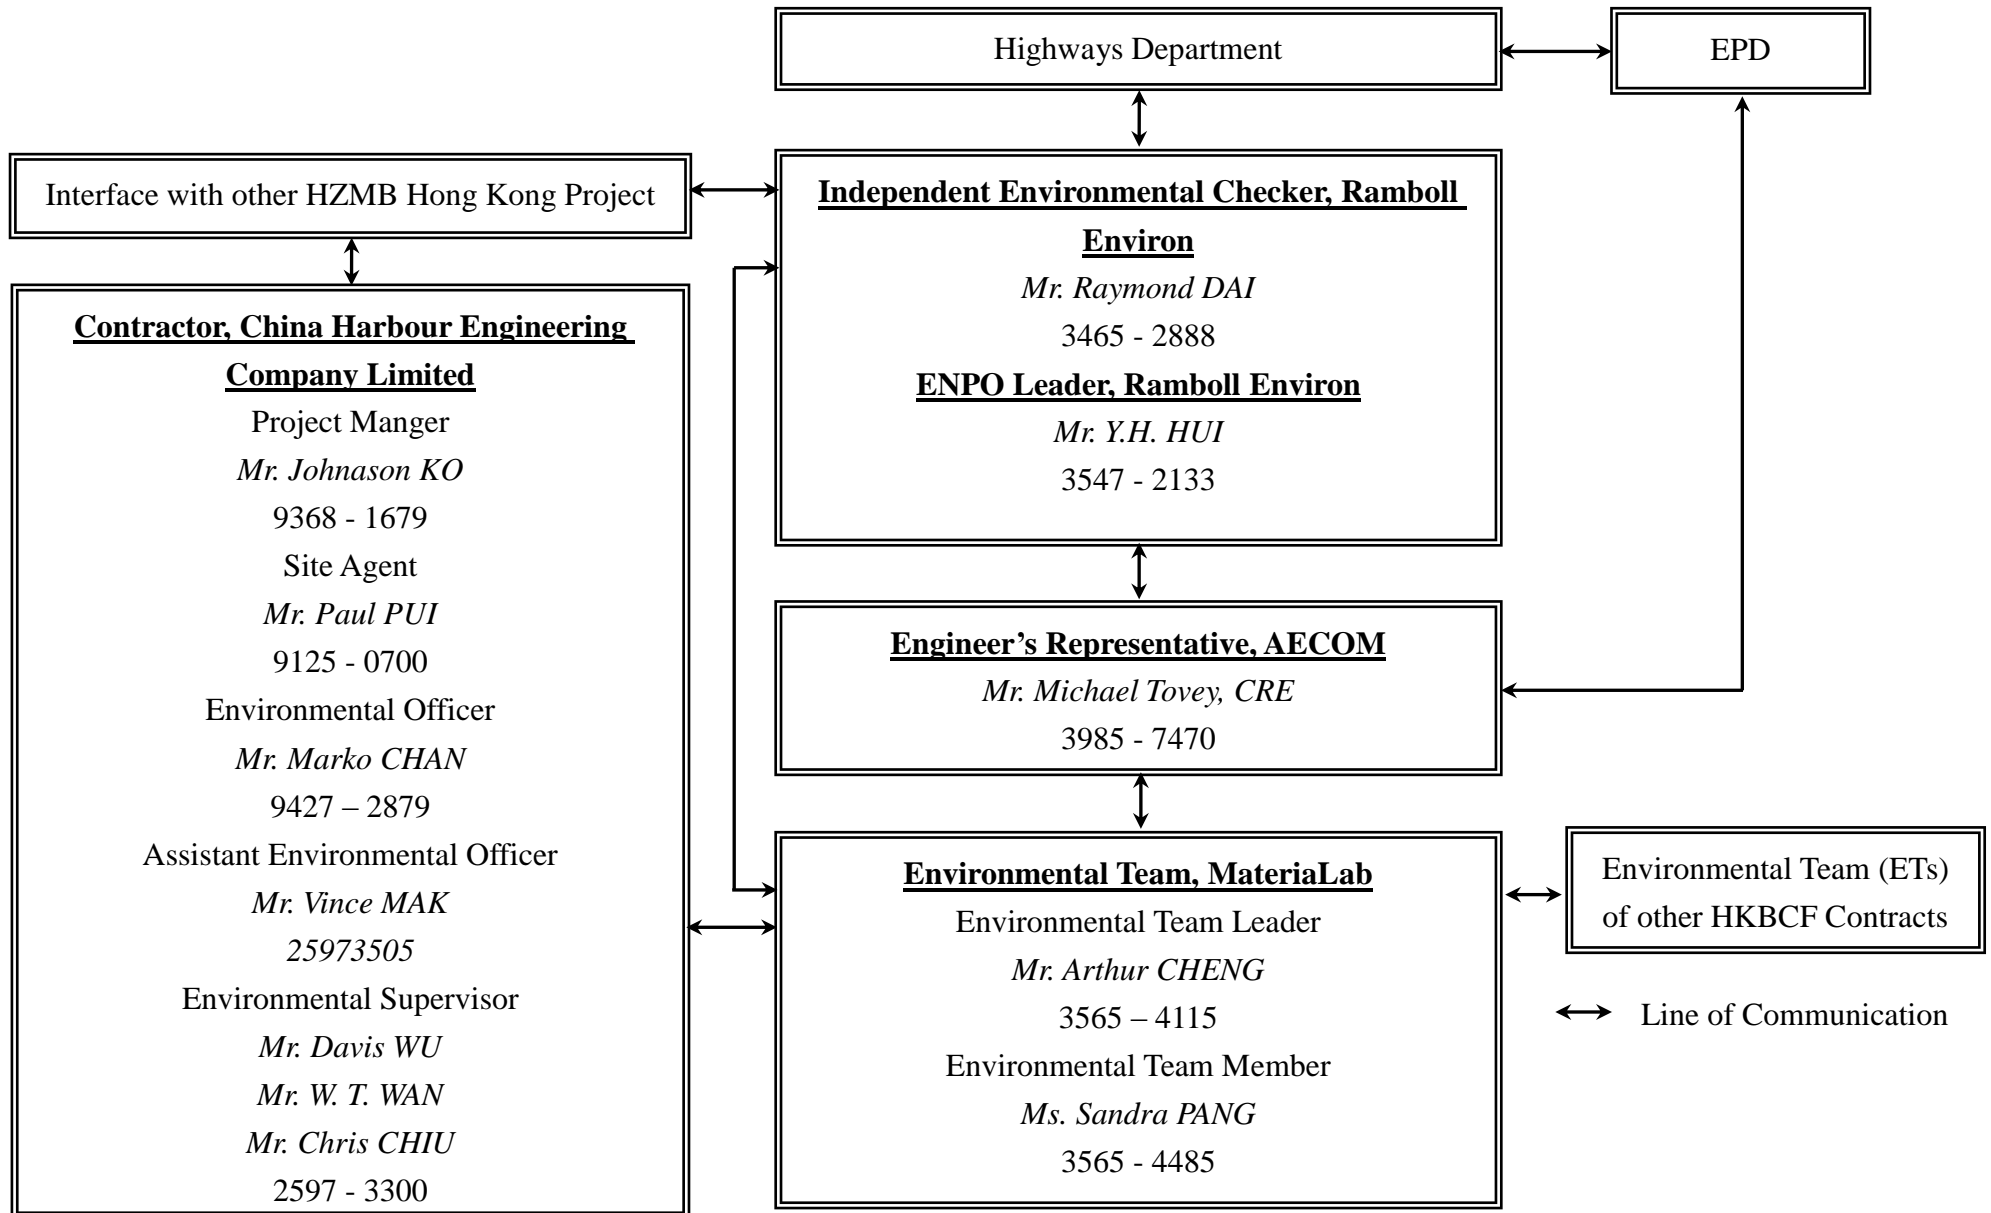 Highways Department
EPD
Interface with other HZMB Hong Kong Project
Independent Environmental Checker, Ramboll
Environ
Mr. Raymond DAI
3465 - 2888
ENPO Leader, Ramboll Environ
Mr. Y.H. HUI
3547 - 2133
Contractor, China Harbour Engineering
Company Limited
Project Manger
Mr. Johnason KO
9368 - 1679
Site Agent
Mr. Paul PUI
9125 - 0700
Environmental Officer
Mr. Marko CHAN
9427 – 2879
Assistant Environmental Officer
Mr. Vince MAK
25973505
Environmental Supervisor
Mr. Davis WU
Mr. W. T. WAN
Mr. Chris CHIU
2597 - 3300
Engineer’s Representative, AECOM
Mr. Michael Tovey, CRE
3985 - 7470
Environmental Team, MateriaLab
Environmental Team Leader
Mr. Arthur CHENG
3565 – 4115
Environmental Team Member
Ms. Sandra PANG
3565 - 4485
Environmental Team (ETs)
of other HKBCF Contracts
Line of Communication